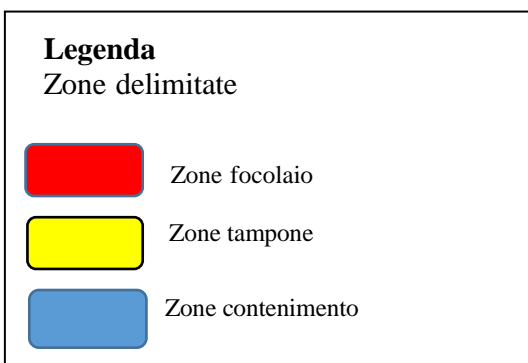 Legenda
Zone delimitate
Zone focolaio
Zone tampone
Zone contenimento